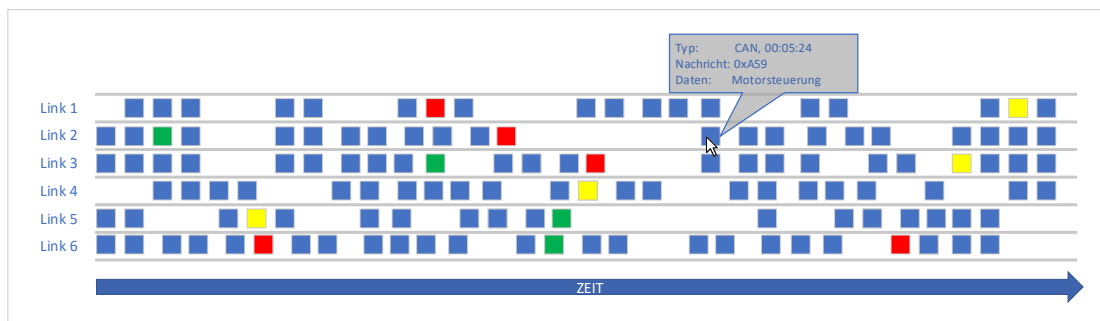 Typ: CAN, 00:05:24
Nachricht: 0xA59
Daten: Motorsteuerung
Link 1
Link 2
Link 3
Link 4
Link 5
Link 6
ZEIT